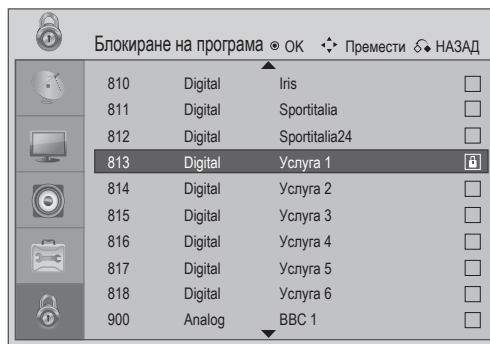 Блокиране на програма ⊙ OK Премести НАЗАД
810 Digital Iris
811 Digital Sportitalia
812 Digital Sportitalia24
813 Digital Услуга 1
814 Digital Услуга 2
815 Digital Услуга 3
816 Digital Услуга 4
817 Digital Услуга 5
818 Digital Услуга 6
900 Analog BBC 1